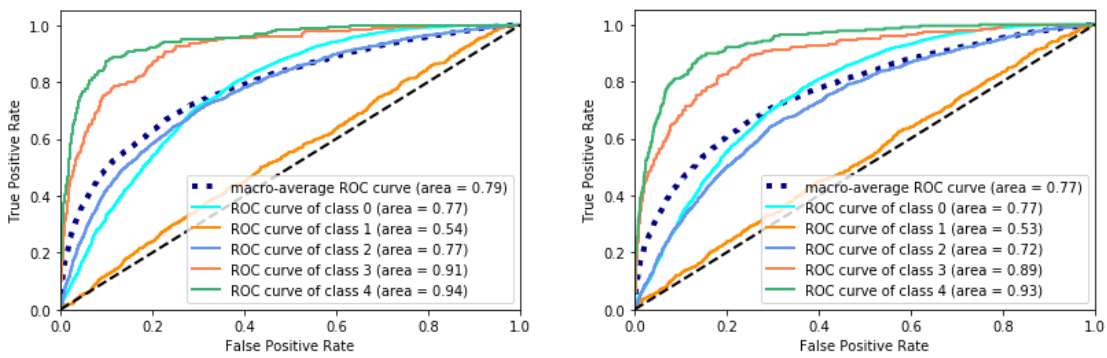 1.0
0.8
0.6
0.4
0.2
0.0
True Positive Rate
macro-average ROC curve (area = 0.79)
ROC curve of class 0 (area = 0.77)
ROC curve of class 1 (area = 0.54)
ROC curve of class 2 (area = 0.77)
ROC curve of class 3 (area = 0.91)
ROC curve of class 4 (area = 0.94)
0.0 0.2 0.4 0.6 0.8 1.0
False Positive Rate
1.0
0.8
0.6
0.4
0.2
0.0
True Positive Rate
macro-average ROC curve (area = 0.77)
ROC curve of class 0 (area = 0.77)
ROC curve of class 1 (area = 0.53)
ROC curve of class 2 (area = 0.72)
ROC curve of class 3 (area = 0.89)
ROC curve of class 4 (area = 0.93)
0.0 0.2 0.4 0.6 0.8 1.0
False Positive Rate